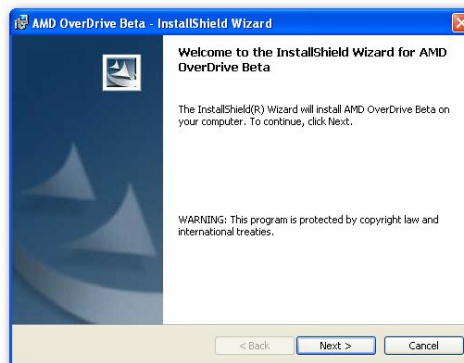 AMD OverDrive Beta - InstallShield Wizard
Welcome to the InstallShield Wizard for AMD
OverDrive Beta
The InstallShield(R) Wizard will install AMD OverDrive Beta on
your computer. To continue, click Next.
WARNING: This program is protected by copyright law and
international treaties.
< Back
Next >
Cancel